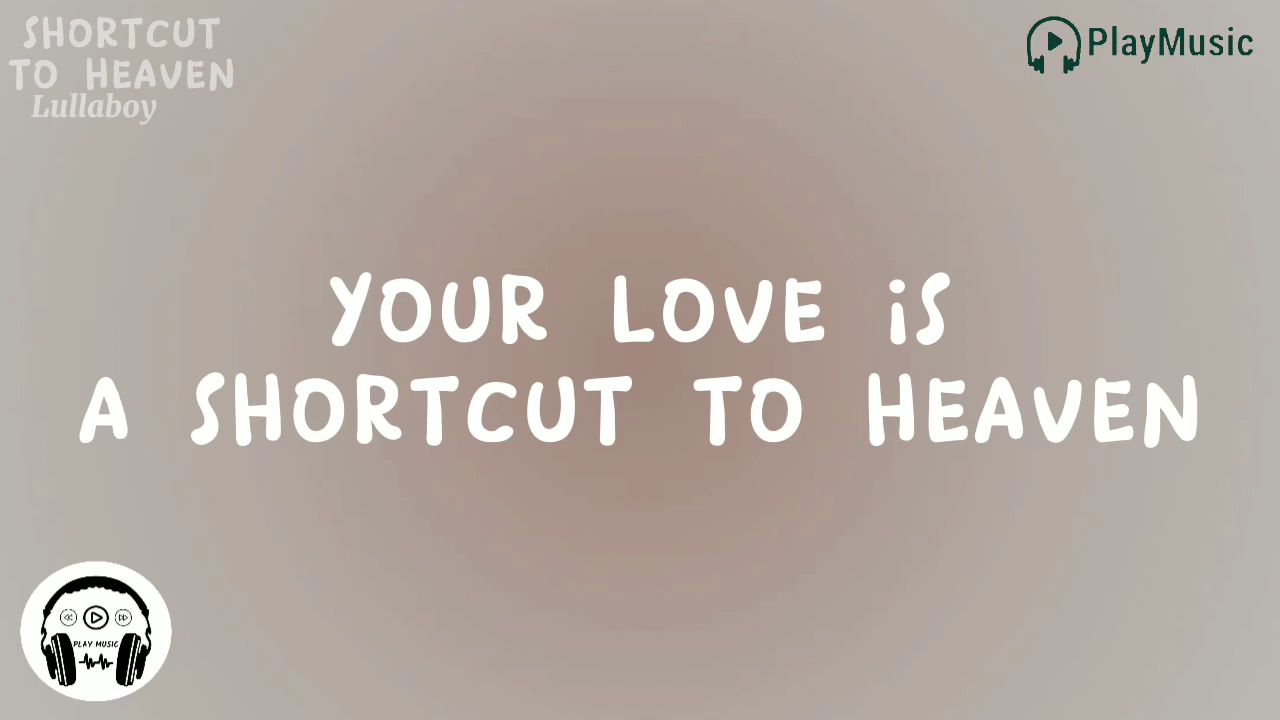 SHORTCUT
TO HEAVEN
Lullaboy
PlayMusic
YOUR LOVE iS
A SHORTCUT TO HEAVEN
PLAY MUSIC